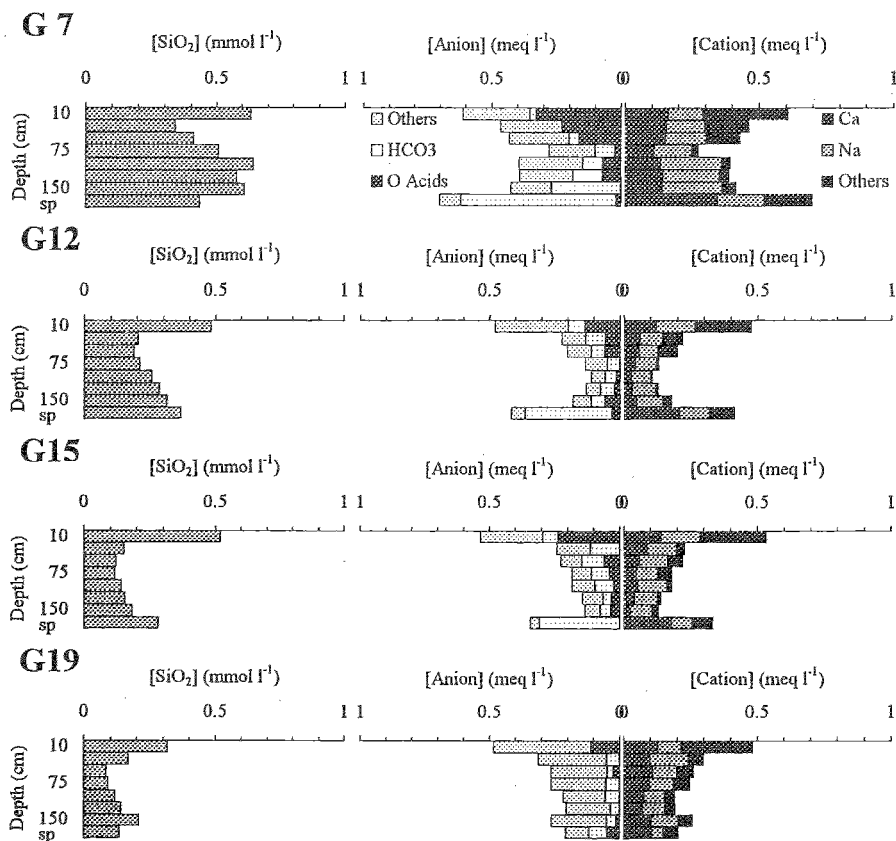 G 7
[SiO2] (mmol l-1) [Anion] (meq l-1) [Cation] (meq l-1)
0 0.5 1 1 0.5 0 0 0.5 1
Depth (cm)
10
75
150
sp
Others
HCO3
O Acids
Ca
Na
Others
G12
[SiO2] (mmol l-1) [Anion] (meq l-1) [Cation] (meq l-1)
0 0.5 1 1 0.5 0 0 0.5 1
Depth (cm)
10
75
150
sp
G15
[SiO2] (mmol l-1) [Anion] (meq l-1) [Cation] (meq l-1)
0 0.5 1 1 0.5 0 0 0.5 1
Depth (cm)
10
75
150
sp
G19
[SiO2] (mmol l-1) [Anion] (meq l-1) [Cation] (meq l-1)
0 0.5 1 1 0.5 0 0 0.5 1
Depth (cm)
10
75
150
sp